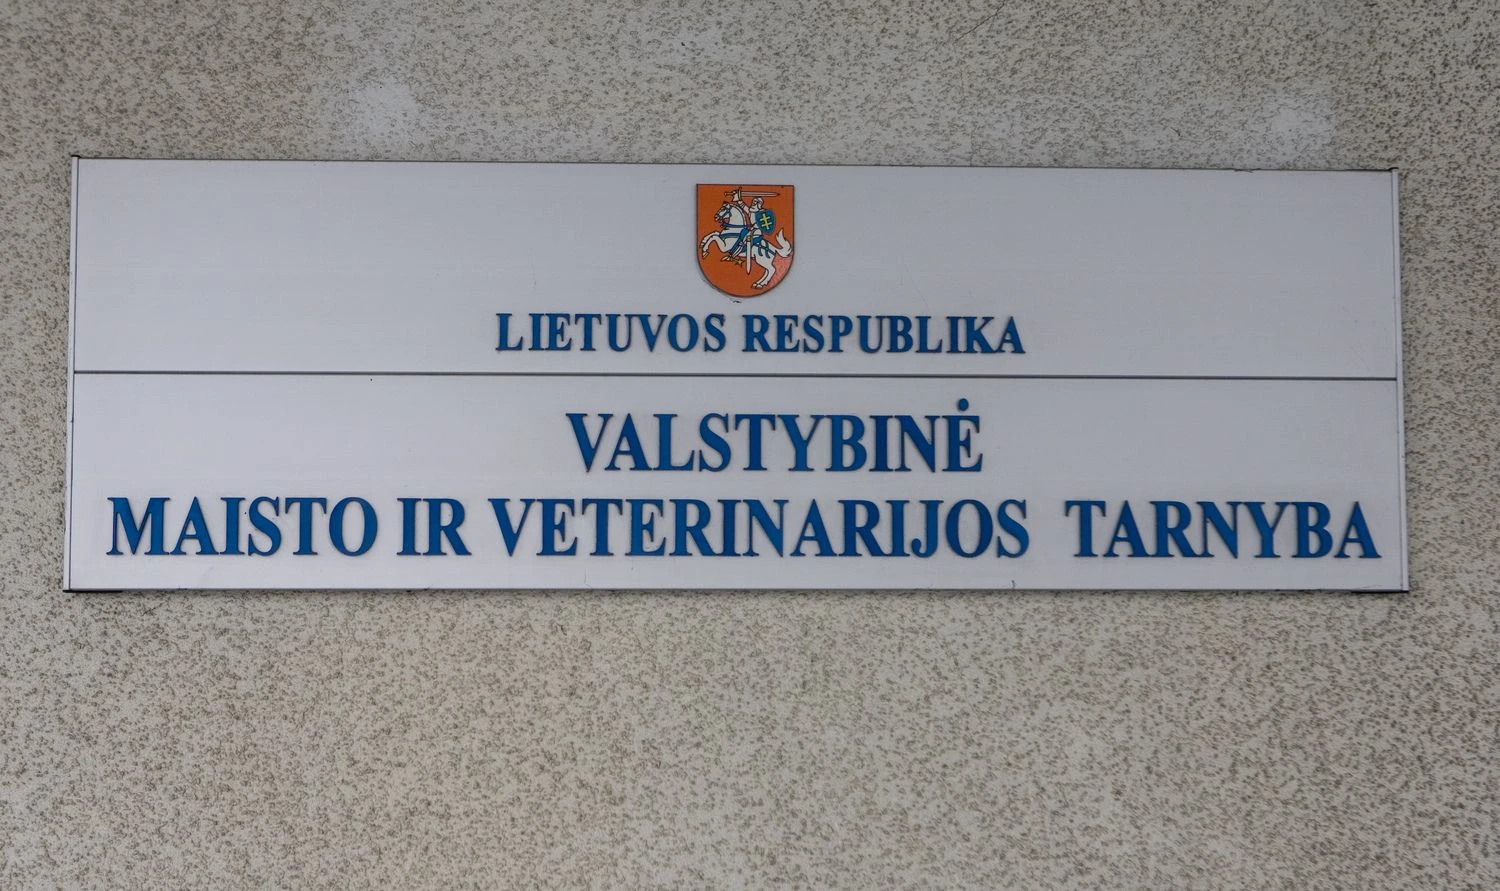 LIETUVOS RESPUBLIKA
VALSTYBINĖ
MAISTO IR VETERINARIJOS TARNYBA